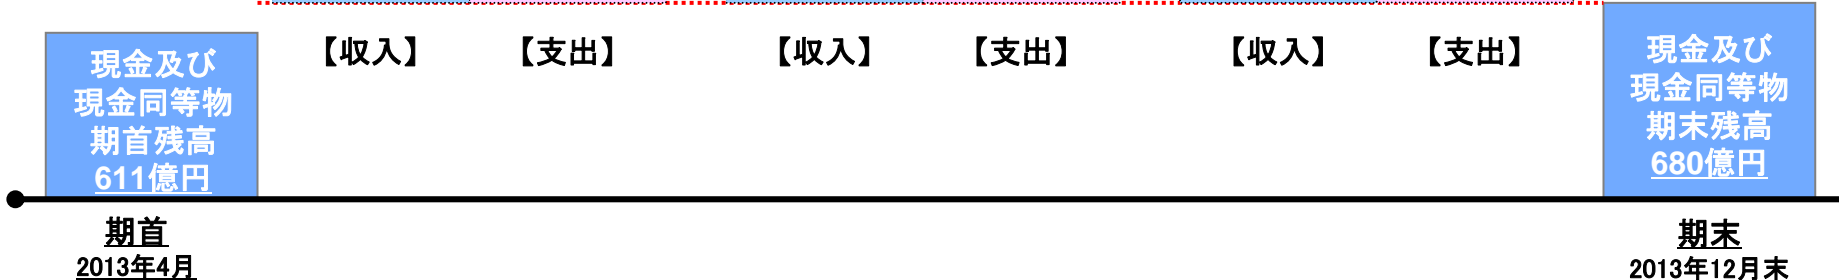 【収入】 【支出】 【収入】 【支出】 【収入】 【支出】
現金及び
現金同等物
期首残高
611億円
現金及び
現金同等物
期末残高
680億円
期首
2013年4月
期末
2013年12月末